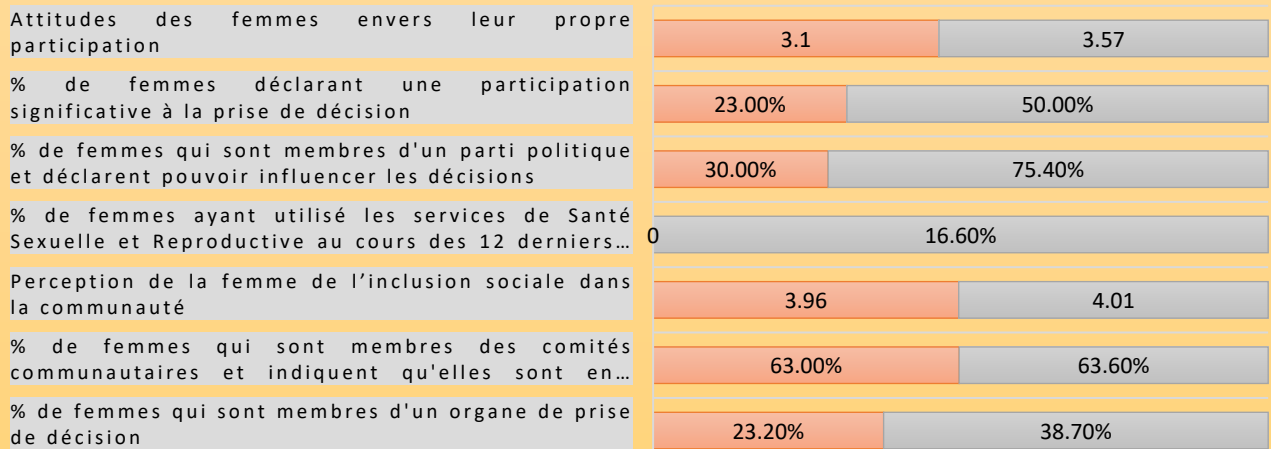 Attitudes des femmes envers leur propre
participation
3.1 3.57
% de femmes déclarant une participation
significative à la prise de décision
23.00% 50.00%
% de femmes qui sont membres d'un parti politique
et déclarent pouvoir influencer les décisions
30.00% 75.40%
% de femmes ayant utilisé les services de Santé
Sexuelle et Reproductive au cours des 12 derniers…
0 16.60%
Perception de la femme de l’inclusion sociale dans
la communauté
3.96 4.01
% de femmes qui sont membres des comités
communautaires et indiquent qu'elles sont en…
63.00% 63.60%
% de femmes qui sont membres d'un organe de prise
de décision
23.20% 38.70%